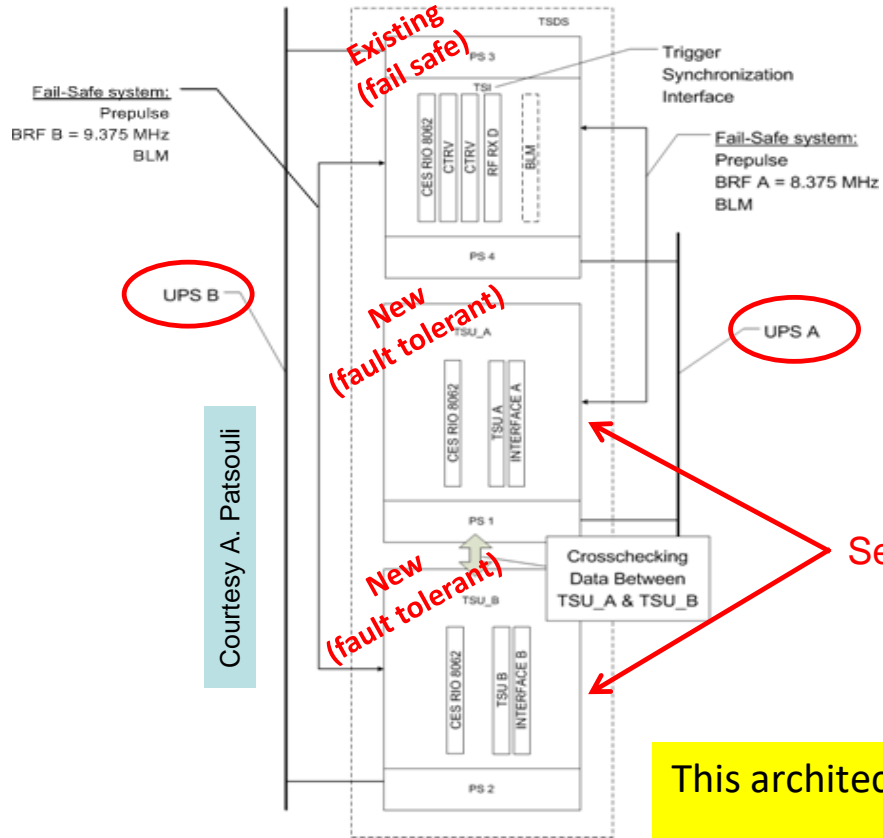 TSDS
Existing
(fail safe)
PS 3
TSI
Trigger
Synchronization
Interface
Fail-Safe system:
Prepulse
BRF B = 9.375 MHz
BLM
CES RIO 8062
CTRV
CTRV
RF RX D
BLM
Fail-Safe system:
Prepulse
BRF A = 8.375 MHz
BLM
PS 4
UPS B
UPS A
New
(fault tolerant)
TSU_A
CES RIO 8062
TSU A
INTERFACE A
PS 1
Courtesy A. Patsouli
Crosschecking
Data Between
TSU_A & TSU_B
Se
New
(fault tolerant)
TSU_B
CES RIO 8062
TSU B
INTERFACE B
PS 2
This architec